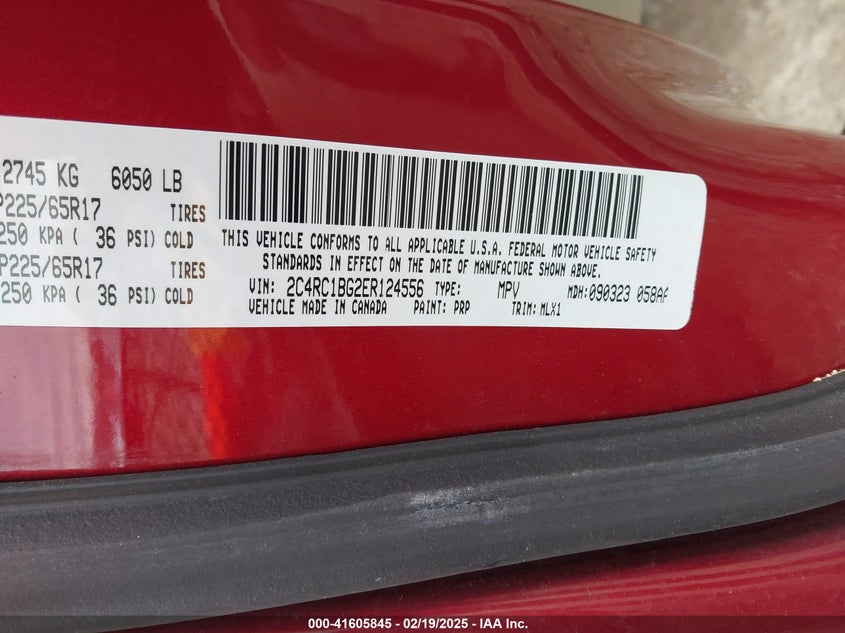 2745 KG 6050 LB
P225/65R17 TIRES
250 KPA ( 36 PSI) COLD
P225/65R17 TIRES
250 KPA ( 36 PSI) COLD
THIS VEHICLE CONFORMS TO ALL APPLICABLE U.S.A. FEDERAL MOTOR VEHICLE SAFETY
STANDARDS IN EFFECT ON THE DATE OF MANUFACTURE SHOWN ABOVE.
VIN: 2C4RC1BG2ER124556 TYPE: MPV MDH: 090323 058AF
VEHICLE MADE IN CANADA PAINT: PRP TRIM: MLX1
000-41605845 - 02/19/2025 - IAA Inc.